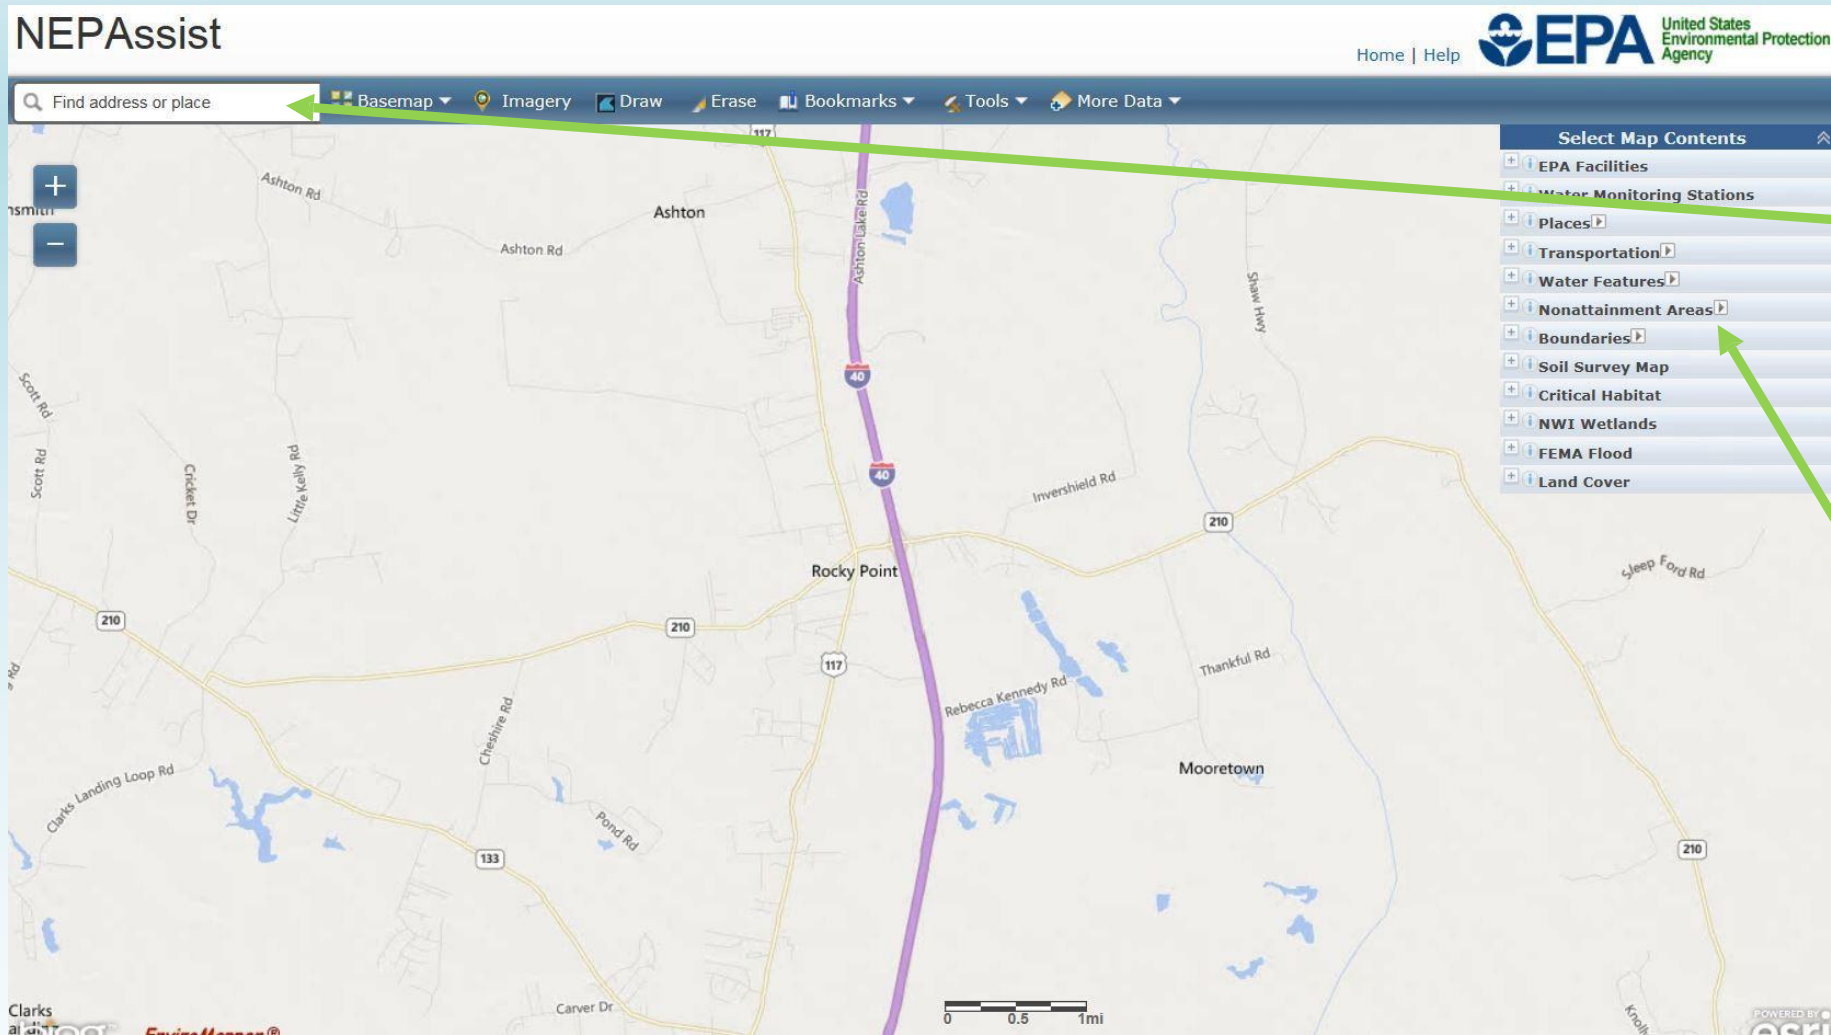 NEPAssist
Home | Help
EPA
United States
Environmental Protection
Agency
Find address or place
Basemap
Imagery
Draw
Erase
Bookmarks
Tools
More Data
Select Map Contents
EPA Facilities
Water Monitoring Stations
Places
Transportation
Water Features
Nonattainment Areas
Boundaries
Soil Survey Map
Critical Habitat
NWI Wetlands
FEMA Flood
Land Cover
117
Ashton Rd
Ashton
Ashton Lake Rd
Ashton Rd
Shaw Hwy
40
Scott Rd
Scott Rd
Cricket Dr
Little Kelly Rd
40
Invershield Rd
210
Rocky Point
Sleep Ford Rd
210
210
117
Thankful Rd
Rebecca Kennedy Rd
Cheshire Rd
Mooretown
Clarks Landing Loop Rd
Pond Rd
133
210
Clarks
Carver Dr
0 0.5 1mi
EnviroMapper®
POWERED BY
esri